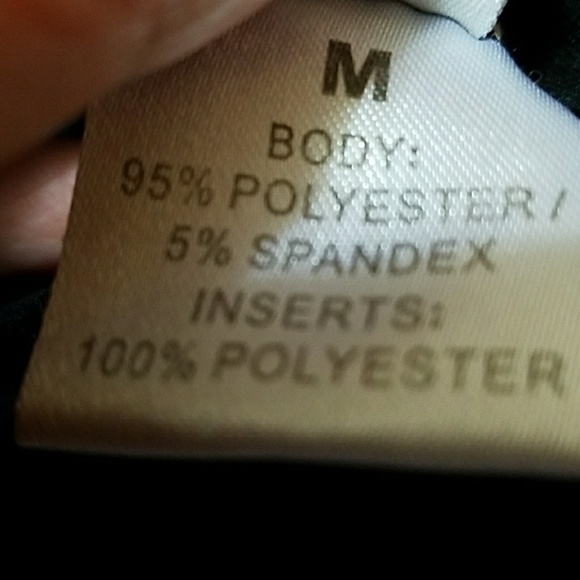 M
BODY:
95% POLYESTER /
5% SPANDEX
INSERTS:
100% POLYESTER